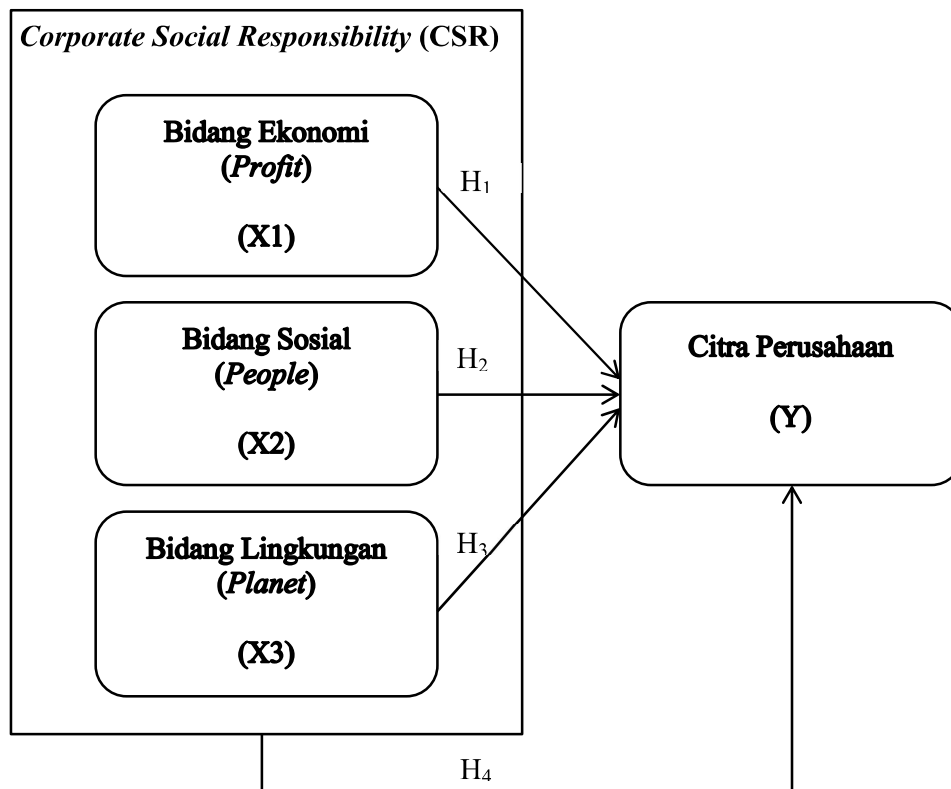 Corporate Social Responsibility (CSR)
Bidang Ekonomi
(Profit)
(X1)
H₁
Bidang Sosial
(People)
(X2)
H₂
Bidang Lingkungan
(Planet)
(X3)
H₃
Citra Perusahaan
(Y)
H₄